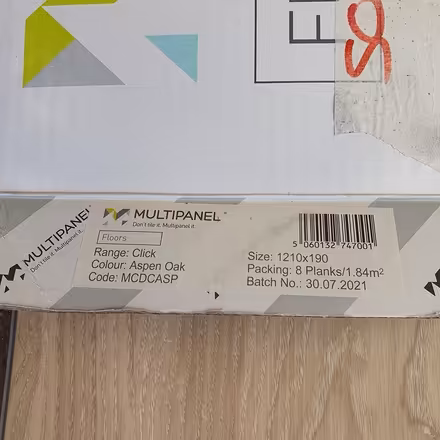 MULTIPANEL
Don't tile it. Multipanel it.
MULTIPANEL
Don't tile it. Multipanel it.
Floors
Range: Click
Colour: Aspen Oak
Code: MCDCASP
5 060132 747001
Size: 1210x190
Packing: 8 Planks/1.84m²
Batch No.: 30.07.2021